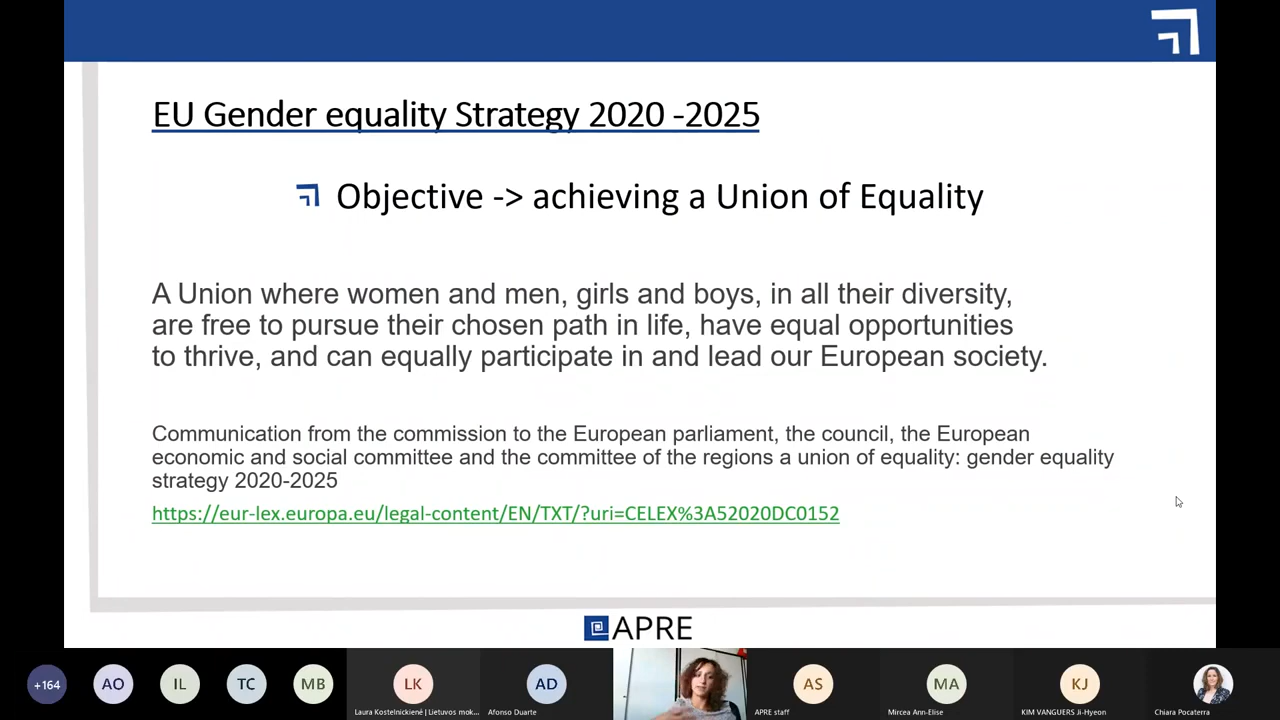 EU Gender equality Strategy 2020 -2025
Objective -> achieving a Union of Equality
A Union where women and men, girls and boys, in all their diversity,
are free to pursue their chosen path in life, have equal opportunities
to thrive, and can equally participate in and lead our European society.
Communication from the commission to the European parliament, the council, the European
economic and social committee and the committee of the regions a union of equality: gender equality
strategy 2020-2025
https://eur-lex.europa.eu/legal-content/EN/TXT/?uri=CELEX%3A52020DC0152
APRE
+164
AO
IL
TC
MB
LK
Laura Kostelnickienė | Lietuvos mok...
AD
Afonso Duarte
AS
APRE staff
MA
Mircea Ann-Elise
KJ
KIM VANGUERS Ji-Hyeon
Chiara Pocaterra